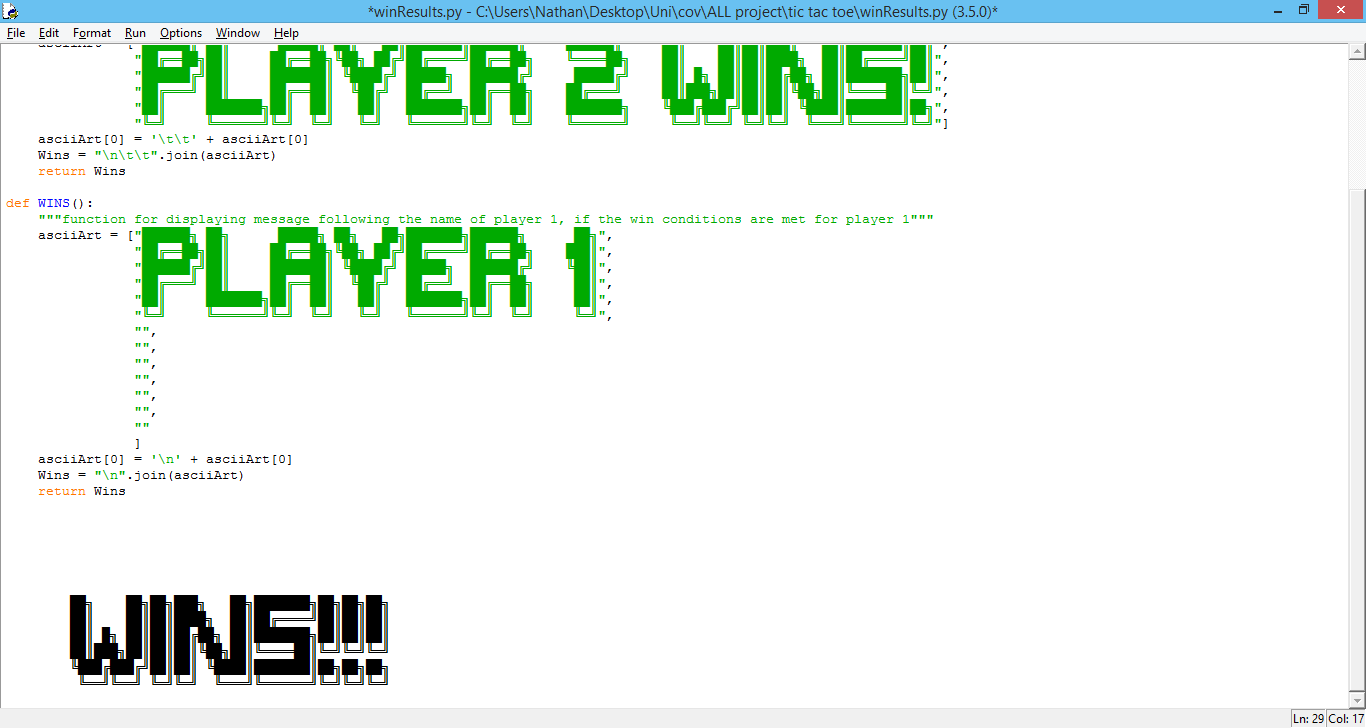 *winResults.py - C:\Users\Nathan\Desktop\Uni\cov\ALL project\tic tac toe\winResults.py (3.5.0)*
File Edit Format Run Options Window Help
PLAYER 2 WINS!
asciiArt[0] = '\t\t' + asciiArt[0]
Wins = "\n\t\t".join(asciiArt)
return Wins
def WINS():
"""function for displaying message following the name of player 1, if the win conditions are met for player 1"""
asciiArt = ["
PLAYER 1
"",
"",
"",
"",
"",
"",
""
]
asciiArt[0] = '\n' + asciiArt[0]
Wins = "\n".join(asciiArt)
return Wins
WINS!!!
Ln: 29 Col: 17